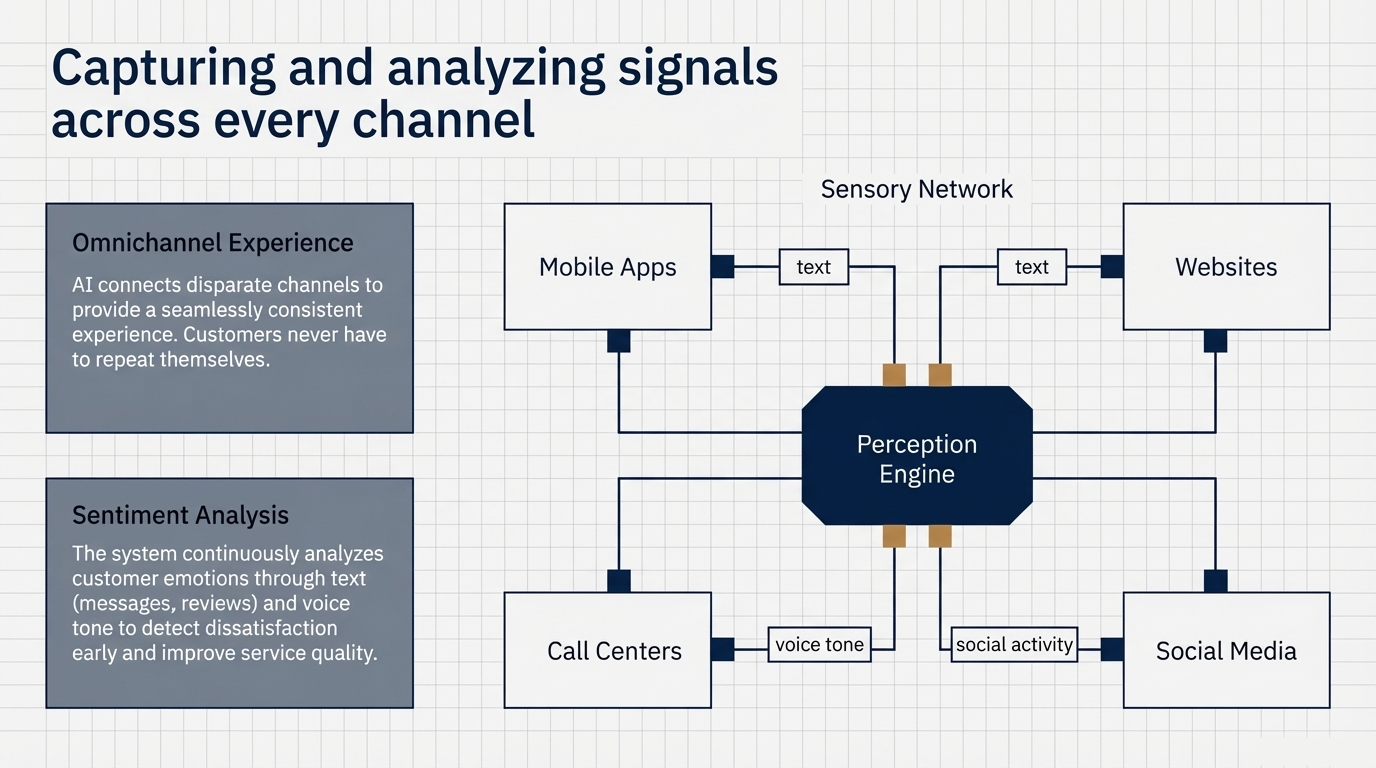 Capturing and analyzing signals
across every channel
Omnichannel Experience
AI connects disparate channels to
provide a seamlessly consistent
experience. Customers never have
to repeat themselves.
Sentiment Analysis
The system continuously analyzes
customer emotions through text
(messages, reviews) and voice
tone to detect dissatisfaction
early and improve service quality.
Sensory Network
Mobile Apps
text
text
Websites
Perception
Engine
Call Centers
voice tone
social activity
Social Media